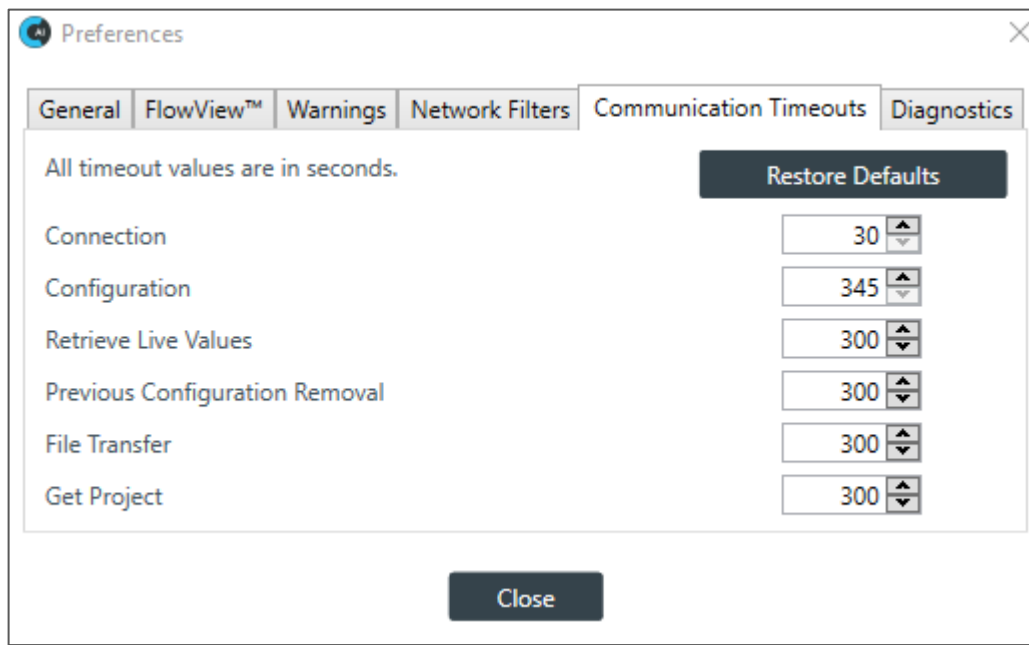 Preferences
General FlowView™ Warnings Network Filters Communication Timeouts Diagnostics
All timeout values are in seconds. Restore Defaults
Connection 30
Configuration 345
Retrieve Live Values 300
Previous Configuration Removal 300
File Transfer 300
Get Project 300
Close